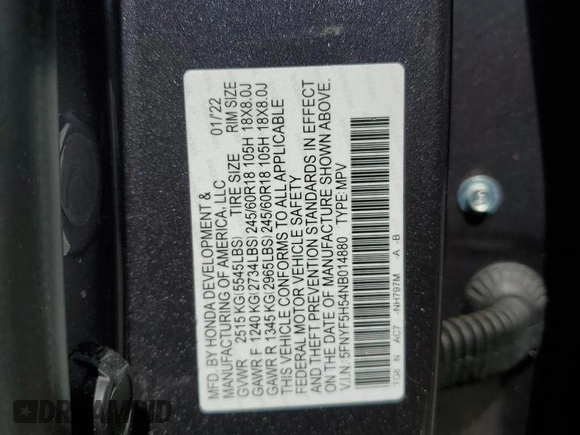 MFD. BY HONDA DEVELOPMENT & 01/22
MANUFACTURING OF AMERICA, LLC.
GVWR 2515 KG(5545LBS) TIRE SIZE RIM SIZE
GAWR F 1240 KG(2734LBS) 245/60R18 105H 18X8.0J
GAWR R 1345 KG(2965LBS) 245/60R18 105H 18X8.0J
THIS VEHICLE CONFORMS TO ALL APPLICABLE
FEDERAL MOTOR VEHICLE SAFETY
AND THEFT PREVENTION STANDARDS IN EFFECT
ON THE DATE OF MANUFACTURE SHOWN ABOVE.
V.I.N.:5FNYF5H54NB014880 TYPE:MPV
TG8 N AC7 -NH797M -A -B
DREAMBID